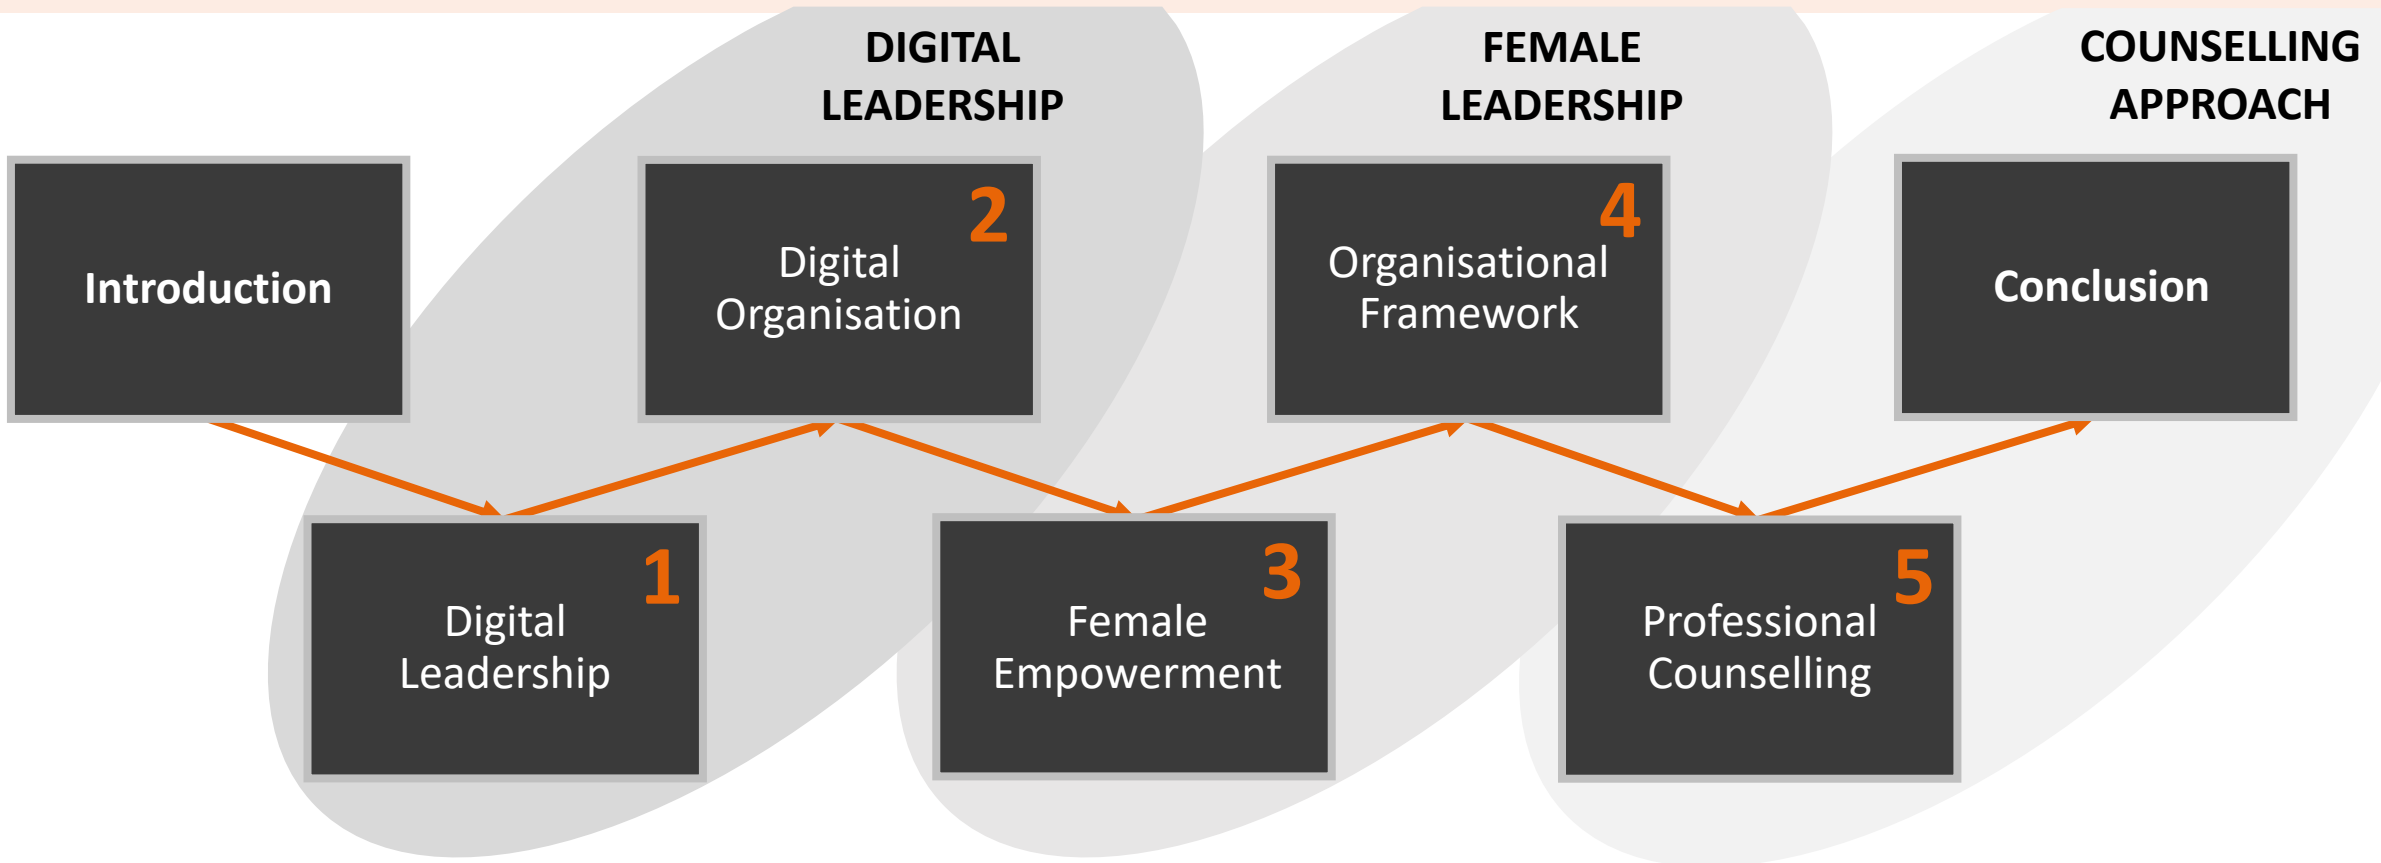 DIGITAL
LEADERSHIP
FEMALE
LEADERSHIP
COUNSELLING
APPROACH
Introduction
1
Digital
Leadership
2
Digital
Organisation
3
Female
Empowerment
4
Organisational
Framework
5
Professional
Counselling
Conclusion